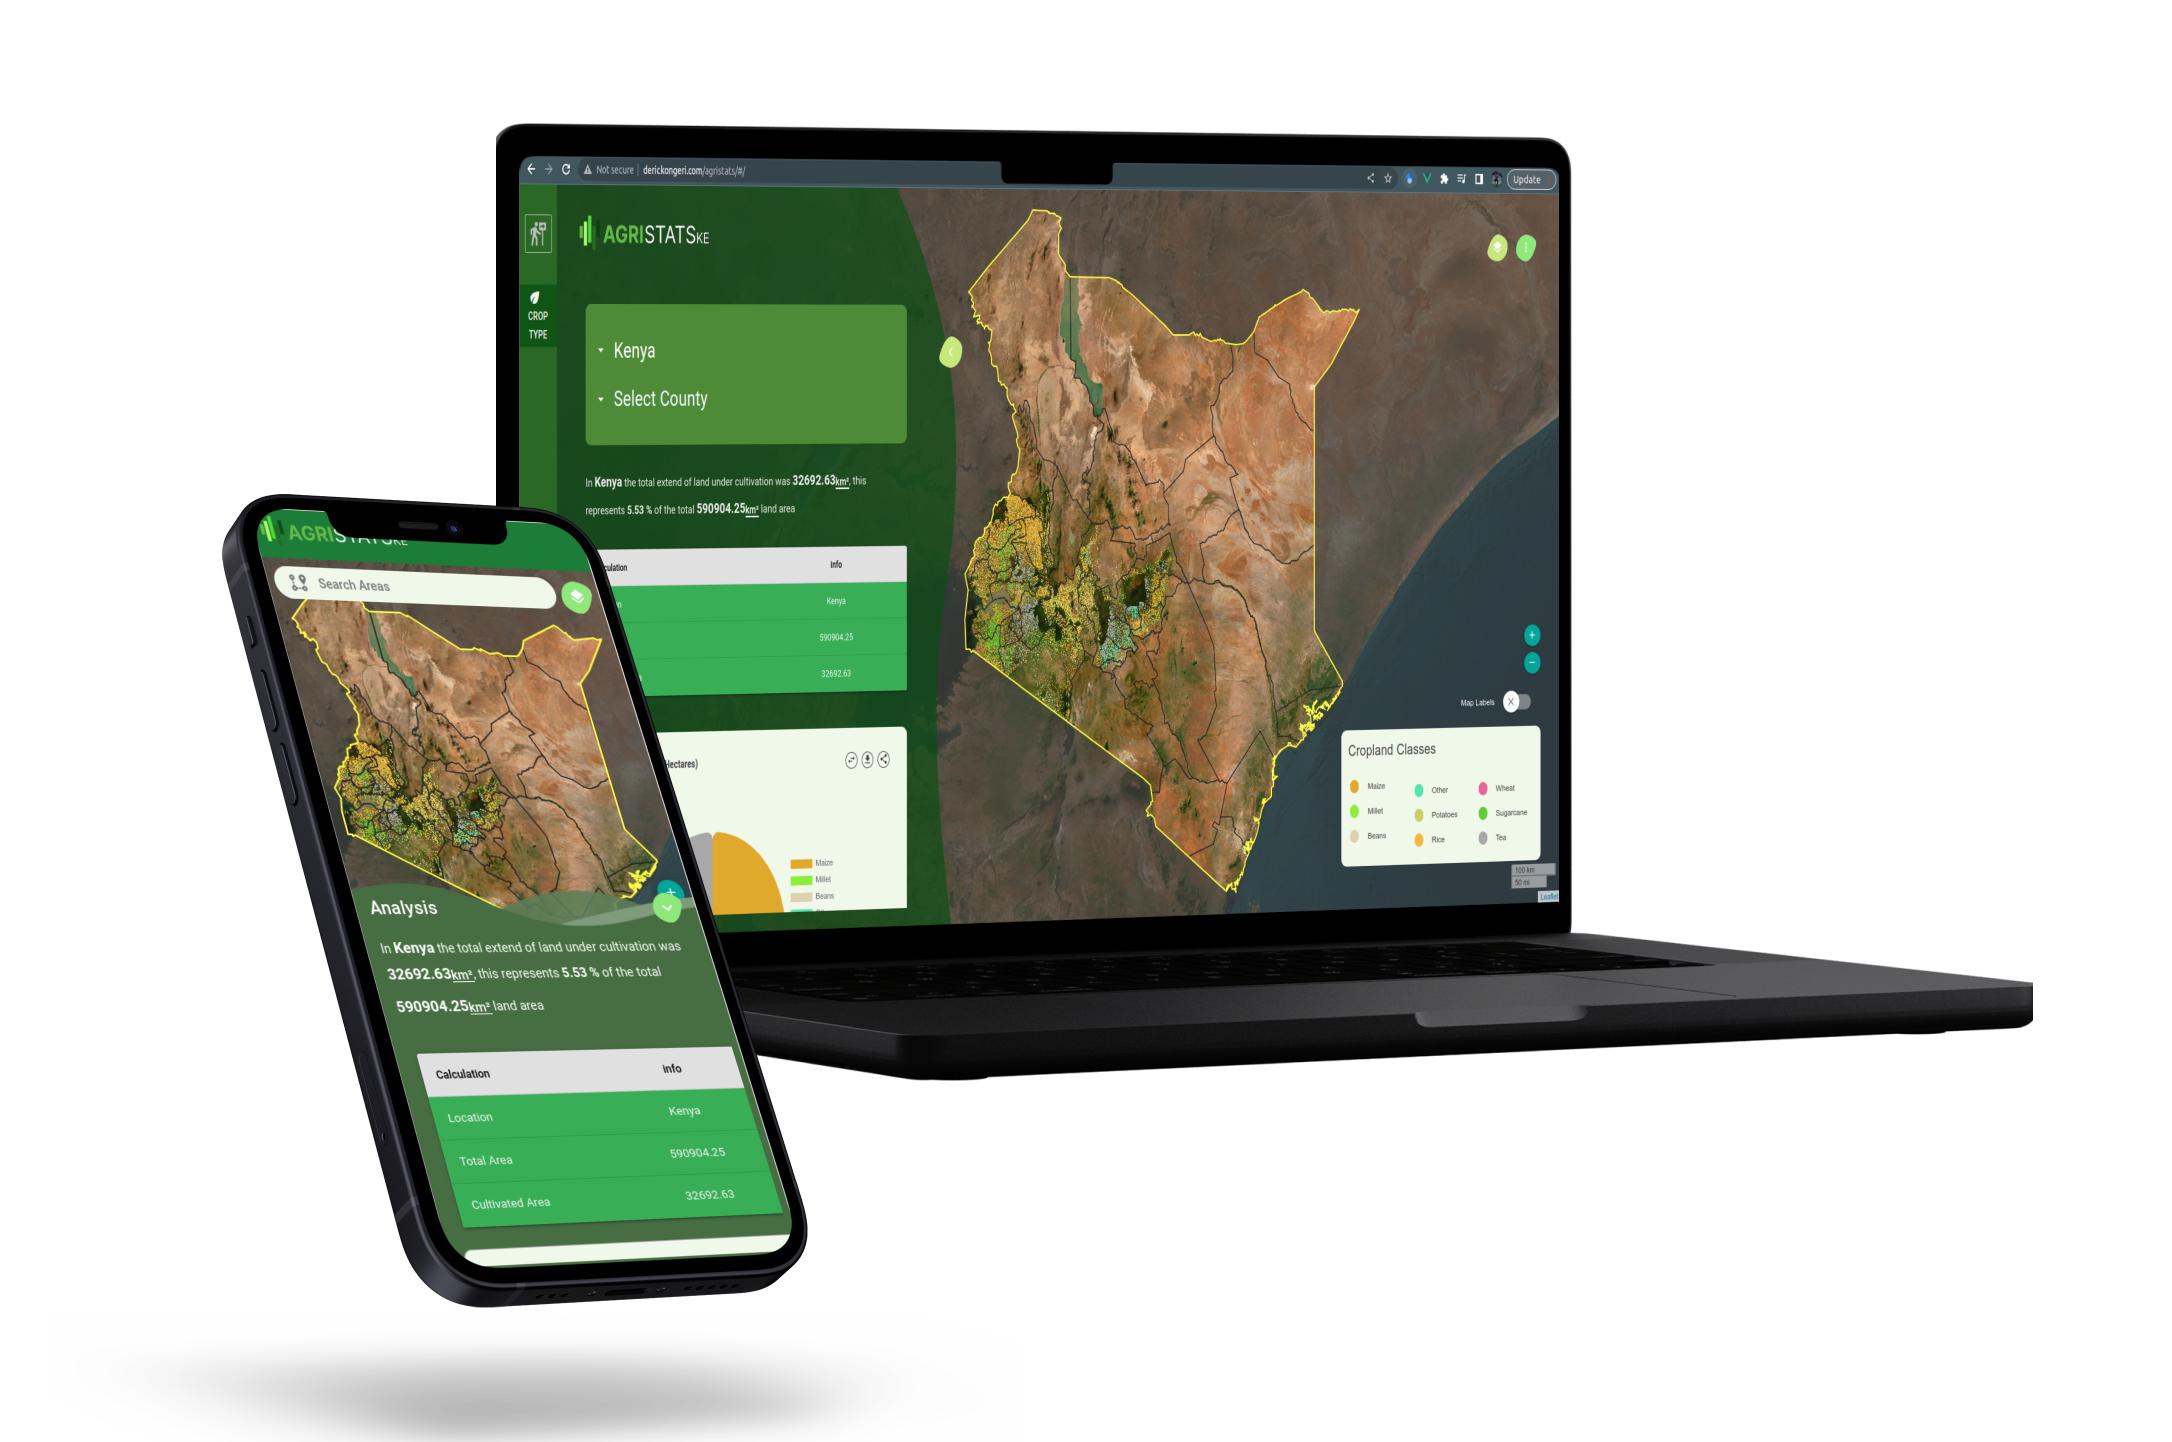 Not secure | derickongeri.com/agristats/#/
Update
AGRISTATSKE
CROP
TYPE
Kenya
Select County
In Kenya the total extend of land under cultivation was 32692.63km², this
represents 5.53 % of the total 590904.25km² land area
Info
Kenya
590904.25
32692.63
Hectares)
Maize
Millet
Beans
Map Labels
X
Cropland Classes
Maize
Other
Wheat
Millet
Potatoes
Sugarcane
Beans
Rice
Tea
100 km
50 mi
Leaflet
AGRISTATSKE
Search Areas
Analysis
In Kenya the total extend of land under cultivation was
32692.63km², this represents 5.53 % of the total
590904.25km² land area
Calculation Info
Location Kenya
Total Area 590904.25
Cultivated Area 32692.63